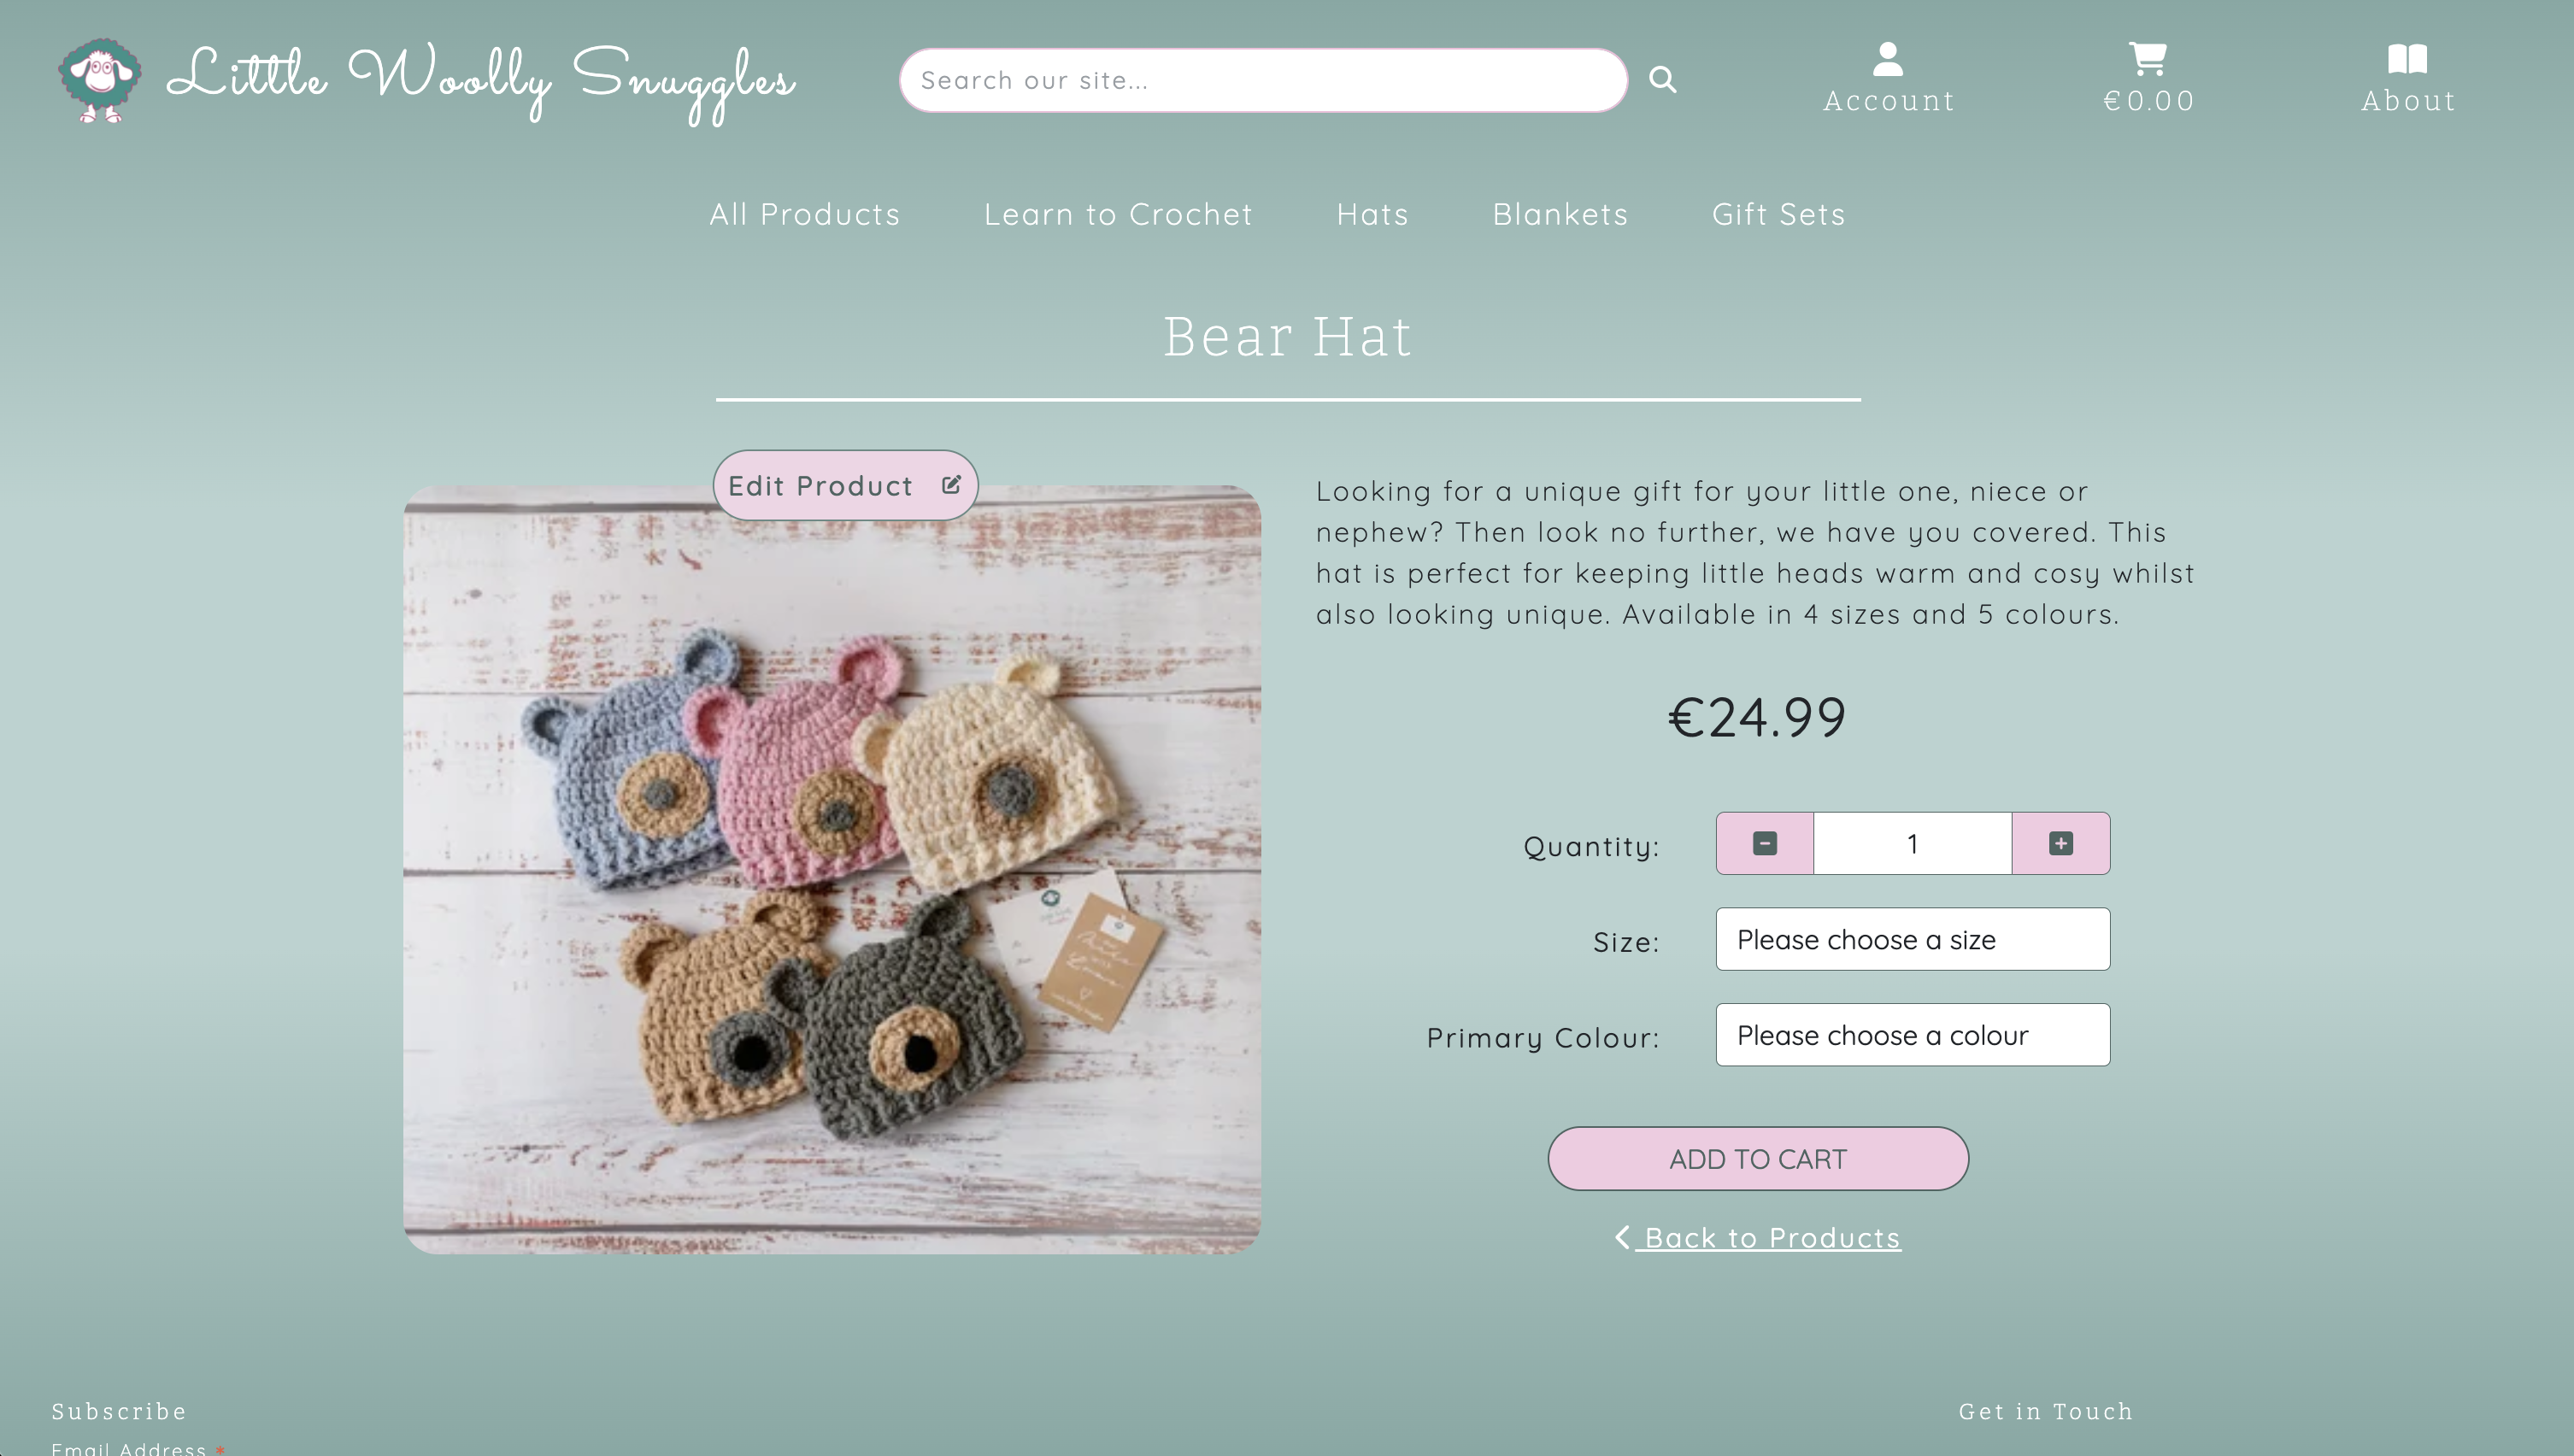 Little Woolly Snuggles
Search our site...
Account
€0.00
About
All Products
Learn to Crochet
Hats
Blankets
Gift Sets
Bear Hat
Edit Product
Looking for a unique gift for your little one, niece or
nephew? Then look no further, we have you covered. This
hat is perfect for keeping little heads warm and cosy whilst
also looking unique. Available in 4 sizes and 5 colours.
€24.99
Quantity:
1
Size:
Please choose a size
Primary Colour:
Please choose a colour
ADD TO CART
Back to Products
Subscribe
Get in Touch
Email Address *